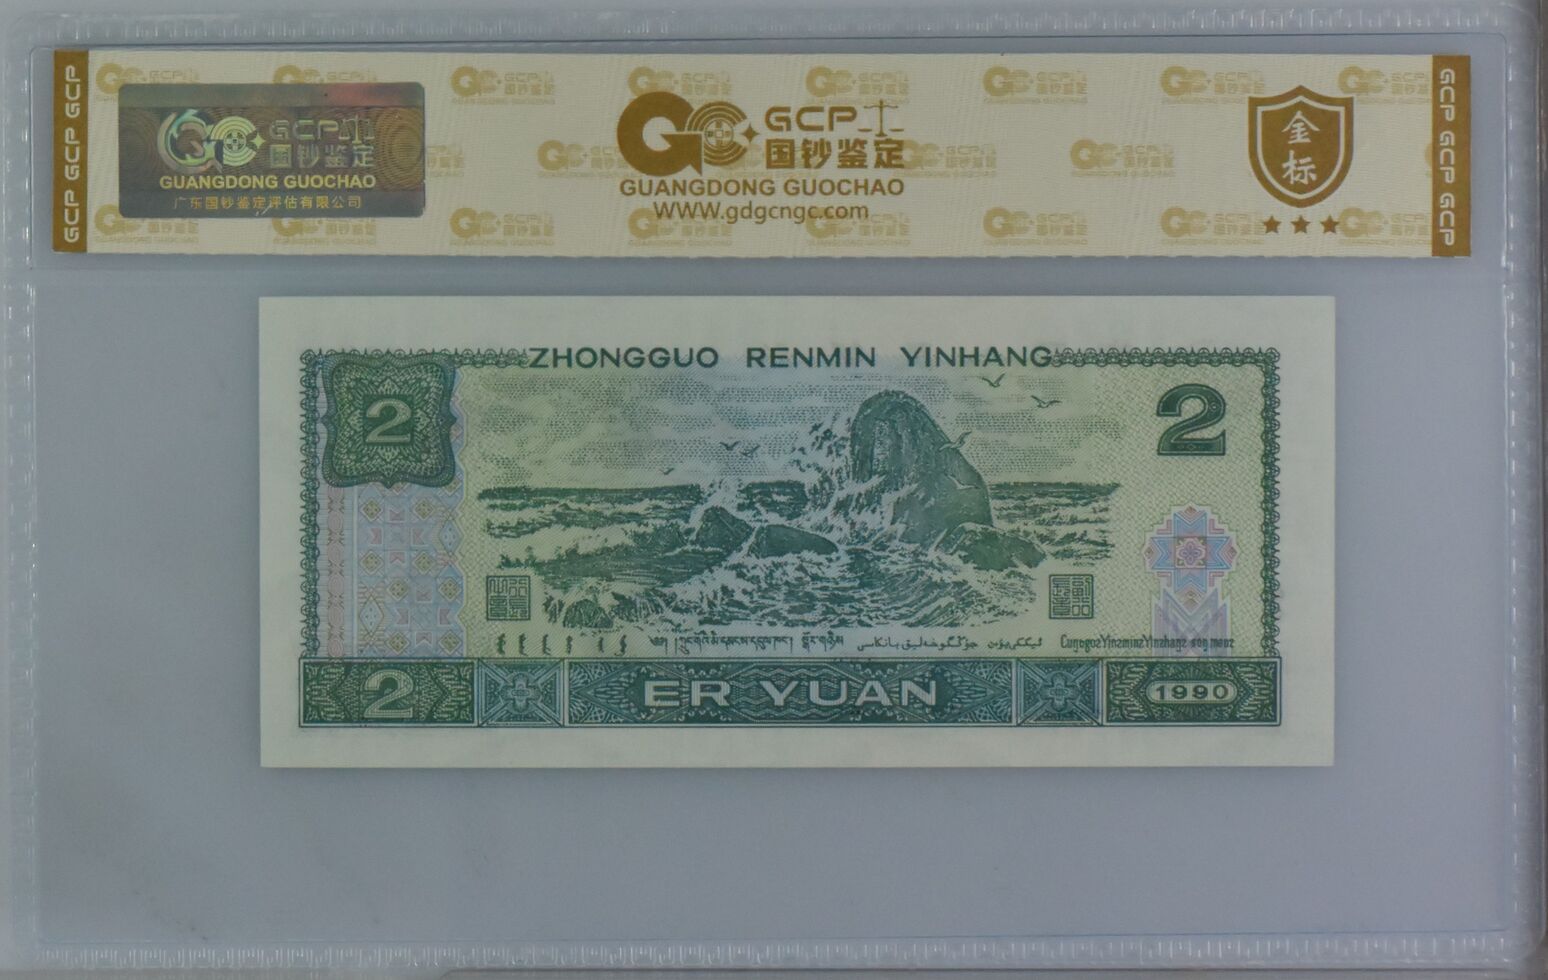 GCP GCP GCP
GCP
国钞鉴定
GUANGDONG GUOCHAO
广东国钞鉴定评估有限公司
GCP
国钞鉴定
GUANGDONG GUOCHAO
WWW.gdgcngc.com
金标
GCP GCP GCP
ZHONGGUO RENMIN YINHANG
2
2
2
ER YUAN
1990